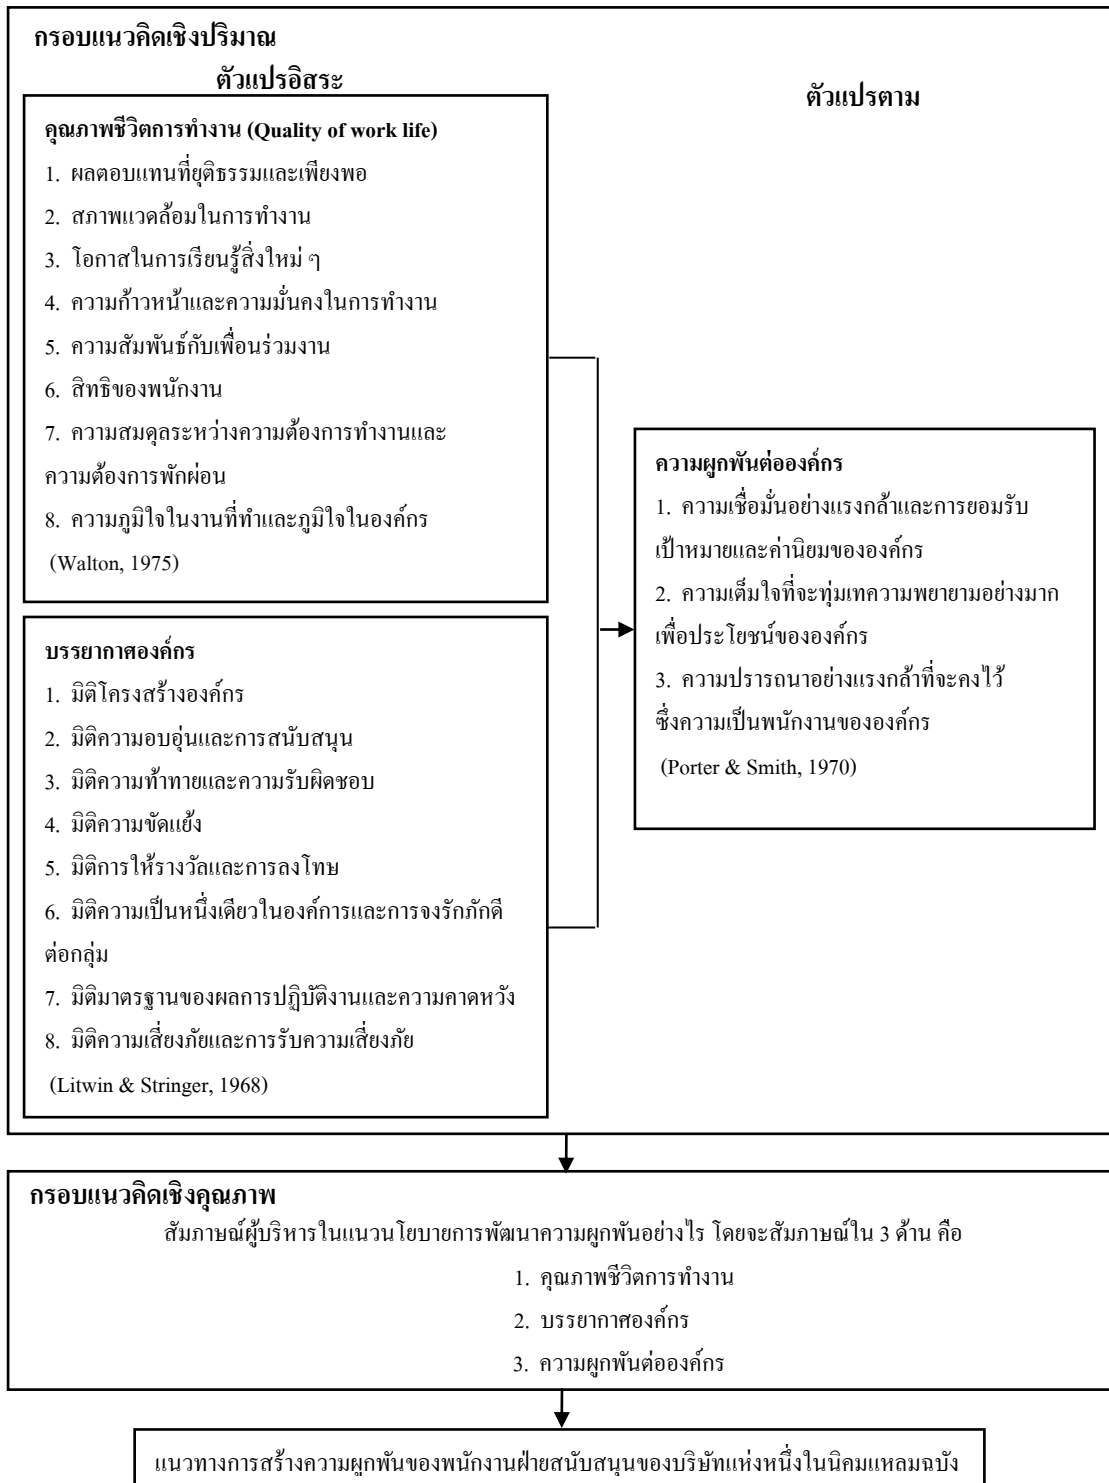 กรอบแนวคิดเชิงปริมาณ
ตัวแปรอิสระ
ตัวแปรตาม
คุณภาพชีวิตการทำงาน (Quality of work life)
1. ผลตอบแทนที่ยุติธรรมและเพียงพอ
2. สภาพแวดล้อมในการทำงาน
3. โอกาสในการเรียนรู้สิ่งใหม่ ๆ
4. ความก้าวหน้าและความมั่นคงในการทำงาน
5. ความสัมพันธ์กับเพื่อนร่วมงาน
6. สิทธิของพนักงาน
7. ความสมดุลระหว่างความต้องการทำงานและ
ความต้องการพักผ่อน
8. ความภูมิใจในงานที่ทำและภูมิใจในองค์กร
(Walton, 1975)
บรรยากาศองค์กร
1. มิติโครงสร้างองค์กร
2. มิติความอบอุ่นและการสนับสนุน
3. มิติความท้าทายและความรับผิดชอบ
4. มิติความขัดแย้ง
5. มิติการให้รางวัลและการลงโทษ
6. มิติความเป็นหนึ่งเดียวในองค์การและการจงรักภักดี
ต่อกลุ่ม
7. มิติมาตรฐานของผลการปฏิบัติงานและความคาดหวัง
8. มิติความเสี่ยงภัยและการรับความเสี่ยงภัย
(Litwin & Stringer, 1968)
ความผูกพันต่อองค์กร
1. ความเชื่อมั่นอย่างแรงกล้าและการยอมรับ
เป้าหมายและค่านิยมขององค์กร
2. ความเต็มใจที่จะทุ่มเทความพยายามอย่างมาก
เพื่อประโยชน์ขององค์กร
3. ความปรารถนาอย่างแรงกล้าที่จะคงไว้
ซึ่งความเป็นพนักงานขององค์กร
(Porter & Smith, 1970)
กรอบแนวคิดเชิงคุณภาพ
สัมภาษณ์ผู้บริหารในแนวนโยบายการพัฒนาความผูกพันอย่างไร โดยจะสัมภาษณ์ใน 3 ด้าน คือ
1. คุณภาพชีวิตการทำงาน
2. บรรยากาศองค์กร
3. ความผูกพันต่อองค์กร
แนวทางการสร้างความผูกพันของพนักงานฝ่ายสนับสนุนของบริษัทแห่งหนึ่งในนิคมแหลมฉบัง